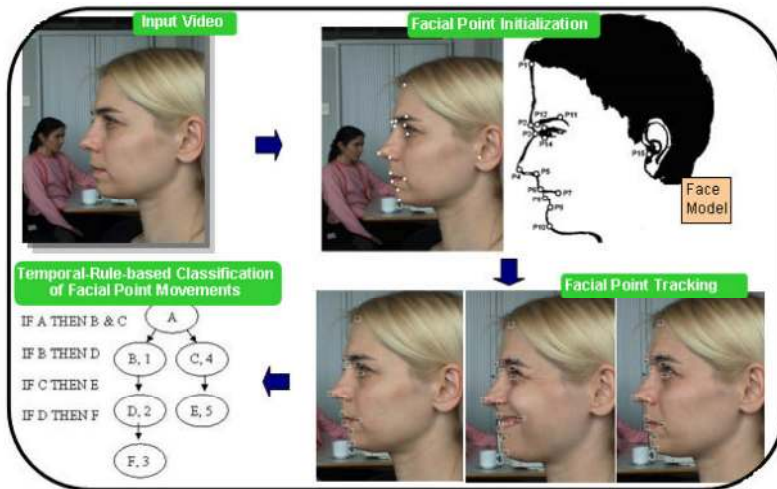 Input Video
Facial Point Initialization
P1
P12
P11
P2
P3
P14
P15
P4
P5
P6
P7
P8
P9
P10
Face
Model
Temporal-Rule-based Classification
of Facial Point Movements
Facial Point Tracking
IF A THEN B & C
A
IF B THEN D
B, 1
C, 4
IF C THEN E
IF D THEN F
D, 2
E, 5
F, 3